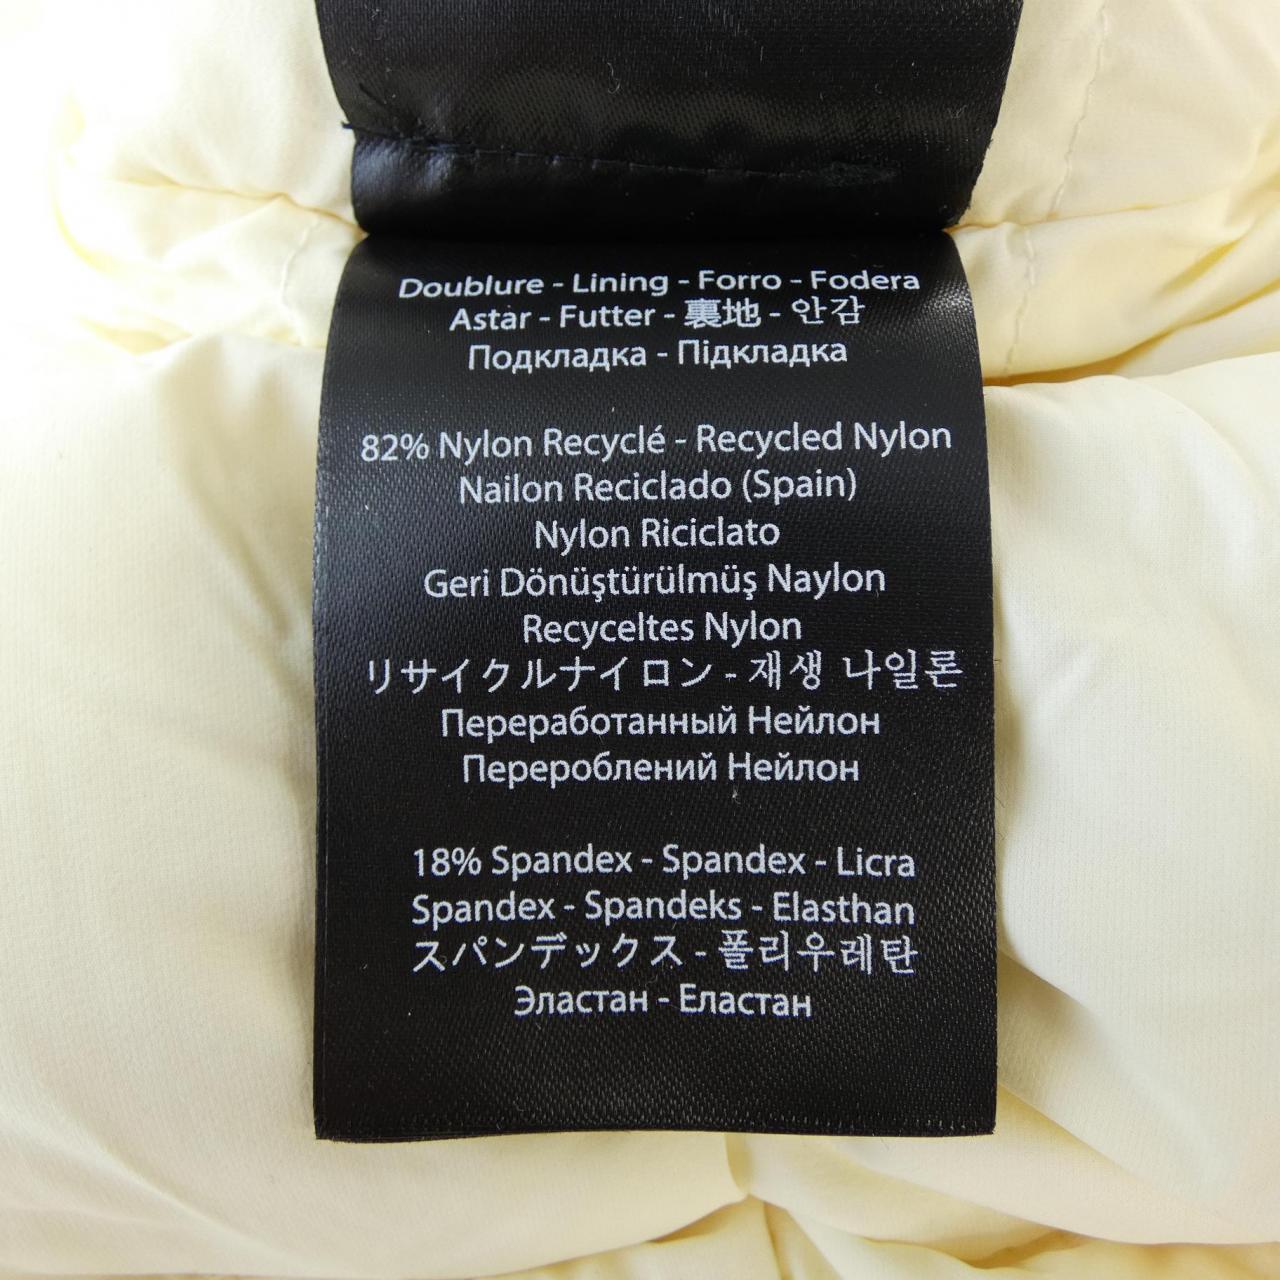 Doublure - Lining - Forro - Fodera
Astar - Futter - 裏地 - 안감
Подкладка - Підкладка
82% Nylon Recyclé - Recycled Nylon
Nailon Reciclado (Spain)
Nylon Riciclato
Geri Dönüştürülmüş Naylon
Recyceltes Nylon
リサイクルナイロン - 재생 나일론
Переработанный Нейлон
Перероблений Нейлон
18% Spandex - Spandex - Licra
Spandex - Spandeks - Elasthan
スパンデックス - 폴리우레탄
Эластан - Еластан